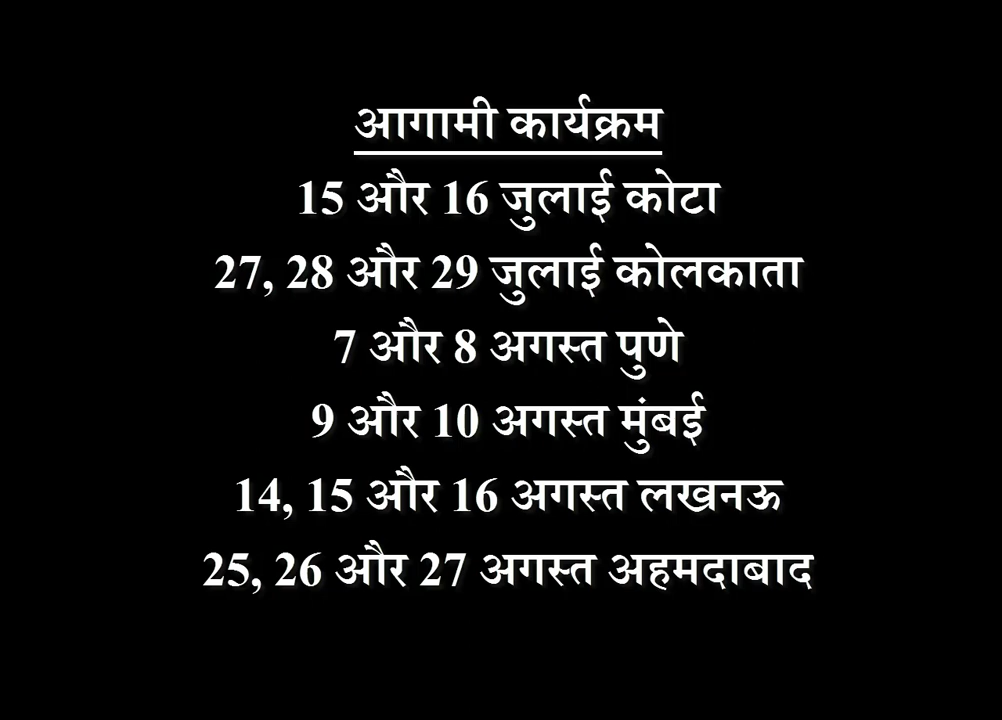 आगामी कार्यक्रम
15 और 16 जुलाई कोटा
27, 28 और 29 जुलाई कोलकाता
7 और 8 अगस्त पुणे
9 और 10 अगस्त मुंबई
14, 15 और 16 अगस्त लखनऊ
25, 26 और 27 अगस्त अहमदाबाद